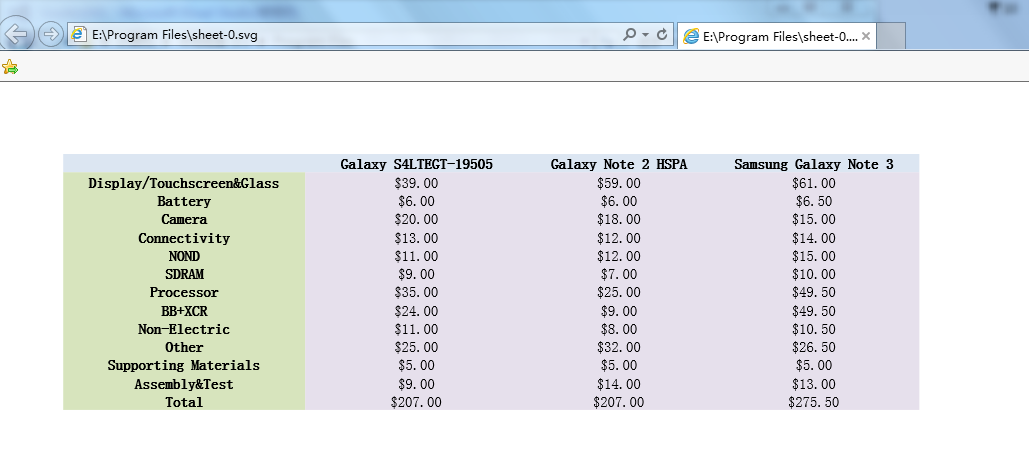 E:\Program Files\sheet-0.svg
E:\Program Files\sheet-0....
Galaxy S4LTEGT-19505 Galaxy Note 2 HSPA Samsung Galaxy Note 3
Display/Touchscreen&Glass $39.00 $59.00 $61.00
Battery $6.00 $6.00 $6.50
Camera $20.00 $18.00 $15.00
Connectivity $13.00 $12.00 $14.00
NOND $11.00 $12.00 $15.00
SDRAM $9.00 $7.00 $10.00
Processor $35.00 $25.00 $49.50
BB+XCR $24.00 $9.00 $49.50
Non-Electric $11.00 $8.00 $10.50
Other $25.00 $32.00 $26.50
Supporting Materials $5.00 $5.00 $5.00
Assembly&Test $9.00 $14.00 $13.00
Total $207.00 $207.00 $275.50